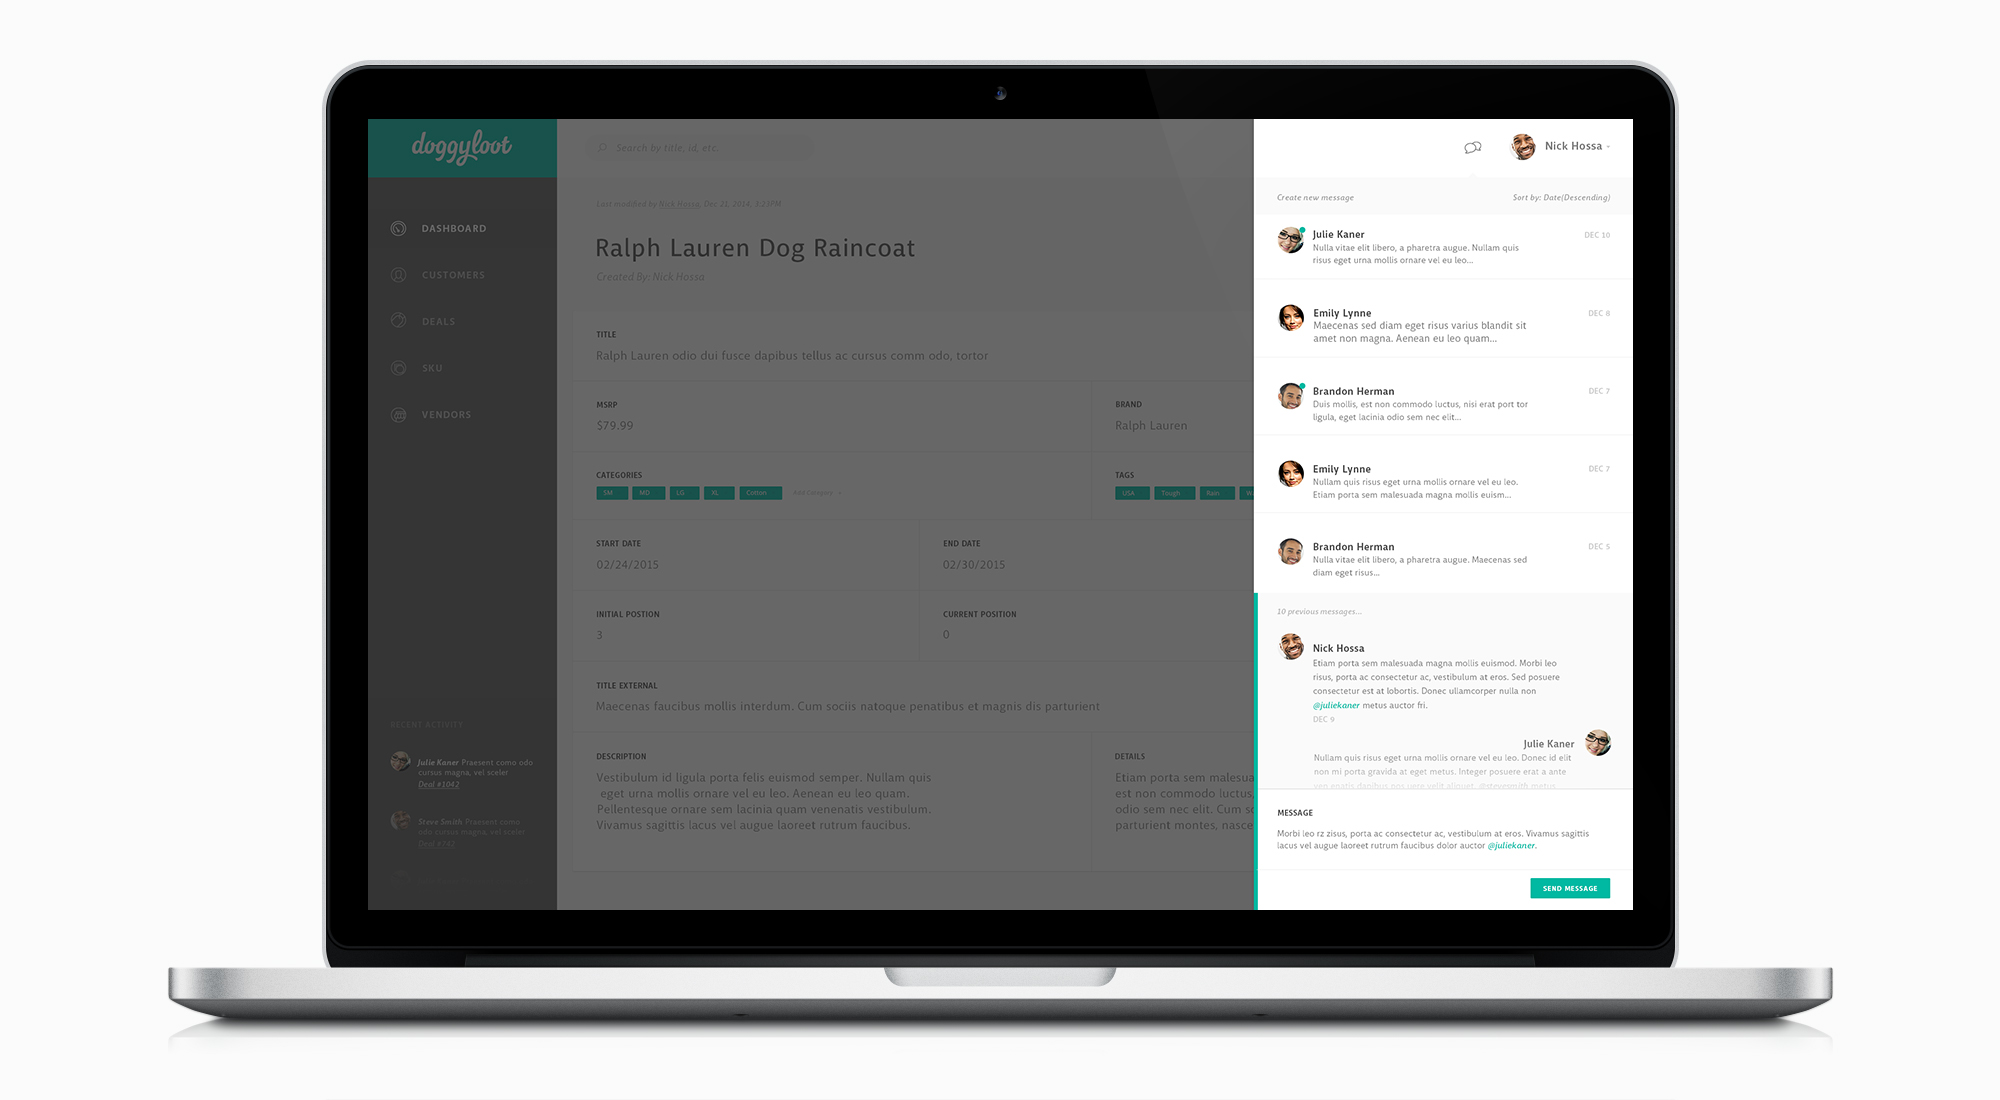 doggyloot
Search by title, id, etc.
Nick Hossa
DASHBOARD
CUSTOMERS
DEALS
SKU
VENDORS
RECENT ACTIVITY
Julie Kaner Praesent como odo
cursus magna, vel sceler
Deal #1042
Steve Smith Praesent como
odo cursus magna, vel sceler
Deal #742
Last modified by Nick Hossa, Dec 21, 2014, 3:23PM
Ralph Lauren Dog Raincoat
Created By: Nick Hossa
TITLE
Ralph Lauren odio dui fusce dapibus tellus ac cursus comm odo, tortor
MSRP
$79.99
BRAND
Ralph Lauren
CATEGORIES
SM MD LG XL Cotton Add Category
TAGS
USA Tough Rain
START DATE
02/24/2015
END DATE
02/30/2015
INITIAL POSTION
3
CURRENT POSITION
0
TITLE EXTERNAL
Maecenas faucibus mollis interdum. Cum sociis natoque penatibus et magnis dis parturient
DESCRIPTION
Vestibulum id ligula porta felis euismod semper. Nullam quis
eget urna mollis ornare vel eu leo. Aenean eu leo quam.
Pellentesque ornare sem lacinia quam venenatis vestibulum.
Vivamus sagittis lacus vel augue laoreet rutrum faucibus.
DETAILS
Etiam porta sem malesua
est non commodo luctus,
odio sem nec elit. Cum s
parturient montes, nasce
Create new message
Sort by: Date(Descending)
Julie Kaner
DEC 10
Nulla vitae elit libero, a pharetra augue. Nullam quis
risus eget urna mollis ornare vel eu leo...
Emily Lynne
DEC 8
Maecenas sed diam eget risus varius blandit sit
amet non magna. Aenean eu leo quam...
Brandon Herman
DEC 7
Duis mollis, est non commodo luctus, nisi erat port tor
ligula, eget lacinia odio sem nec elit...
Emily Lynne
DEC 7
Nullam quis risus eget urna mollis ornare vel eu leo.
Etiam porta sem malesuada magna mollis euism...
Brandon Herman
DEC 5
Nulla vitae elit libero, a pharetra augue. Maecenas sed
diam eget risus...
10 previous messages...
Nick Hossa
Etiam porta sem malesuada magna mollis euismod. Morbi leo
risus, porta ac consectetur ac, vestibulum at eros. Sed posuere
consectetur est at lobortis. Donec ullamcorper nulla non
@juliekaner metus auctor fri.
DEC 9
Julie Kaner
Nullam quis risus eget urna mollis ornare vel eu leo. Donec id elit
non mi porta gravida at eget metus. Integer posuere erat a ante
ven enatis dapibus pos uere velit aliquet. @stevesmith metus.
MESSAGE
Morbi leo rz zisus, porta ac consectetur ac, vestibulum at eros. Vivamus sagittis
lacus vel augue laoreet rutrum faucibus dolor auctor @juliekaner.
SEND MESSAGE